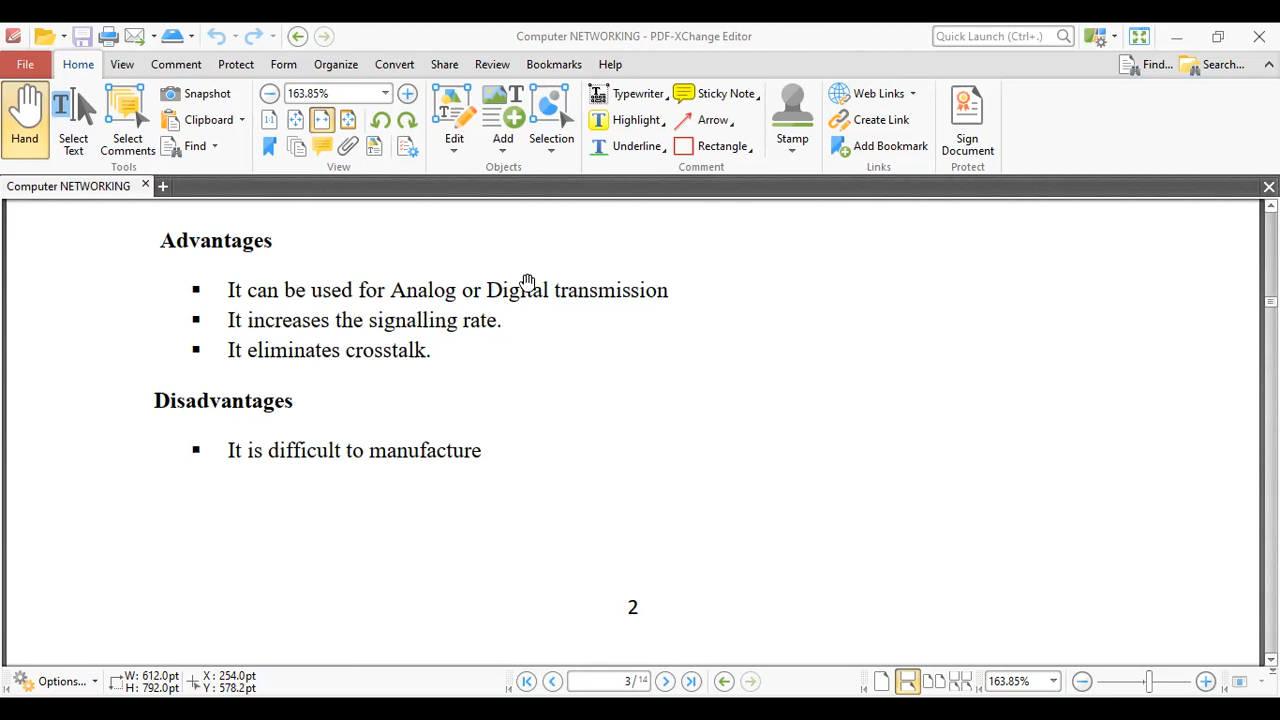 Computer NETWORKING - PDF-XChange Editor
Quick Launch (Ctrl+.)
File Home View Comment Protect Form Organize Convert Share Review Bookmarks Help
Find... Search...
Hand
Select Text
Select Comments
Snapshot
Clipboard
Find
Tools
163.85%
View
Edit
Add
Selection
Objects
Typewriter
Highlight
Underline
Sticky Note
Arrow
Rectangle
Stamp
Comment
Web Links
Create Link
Add Bookmark
Links
Sign Document
Protect
Computer NETWORKING
Advantages
▪ It can be used for Analog or Digital transmission
▪ It increases the signalling rate.
▪ It eliminates crosstalk.
Disadvantages
▪ It is difficult to manufacture
2
Options...
W: 612.0pt
H: 792.0pt
X: 254.0pt
Y: 578.2pt
3 / 14
163.85%